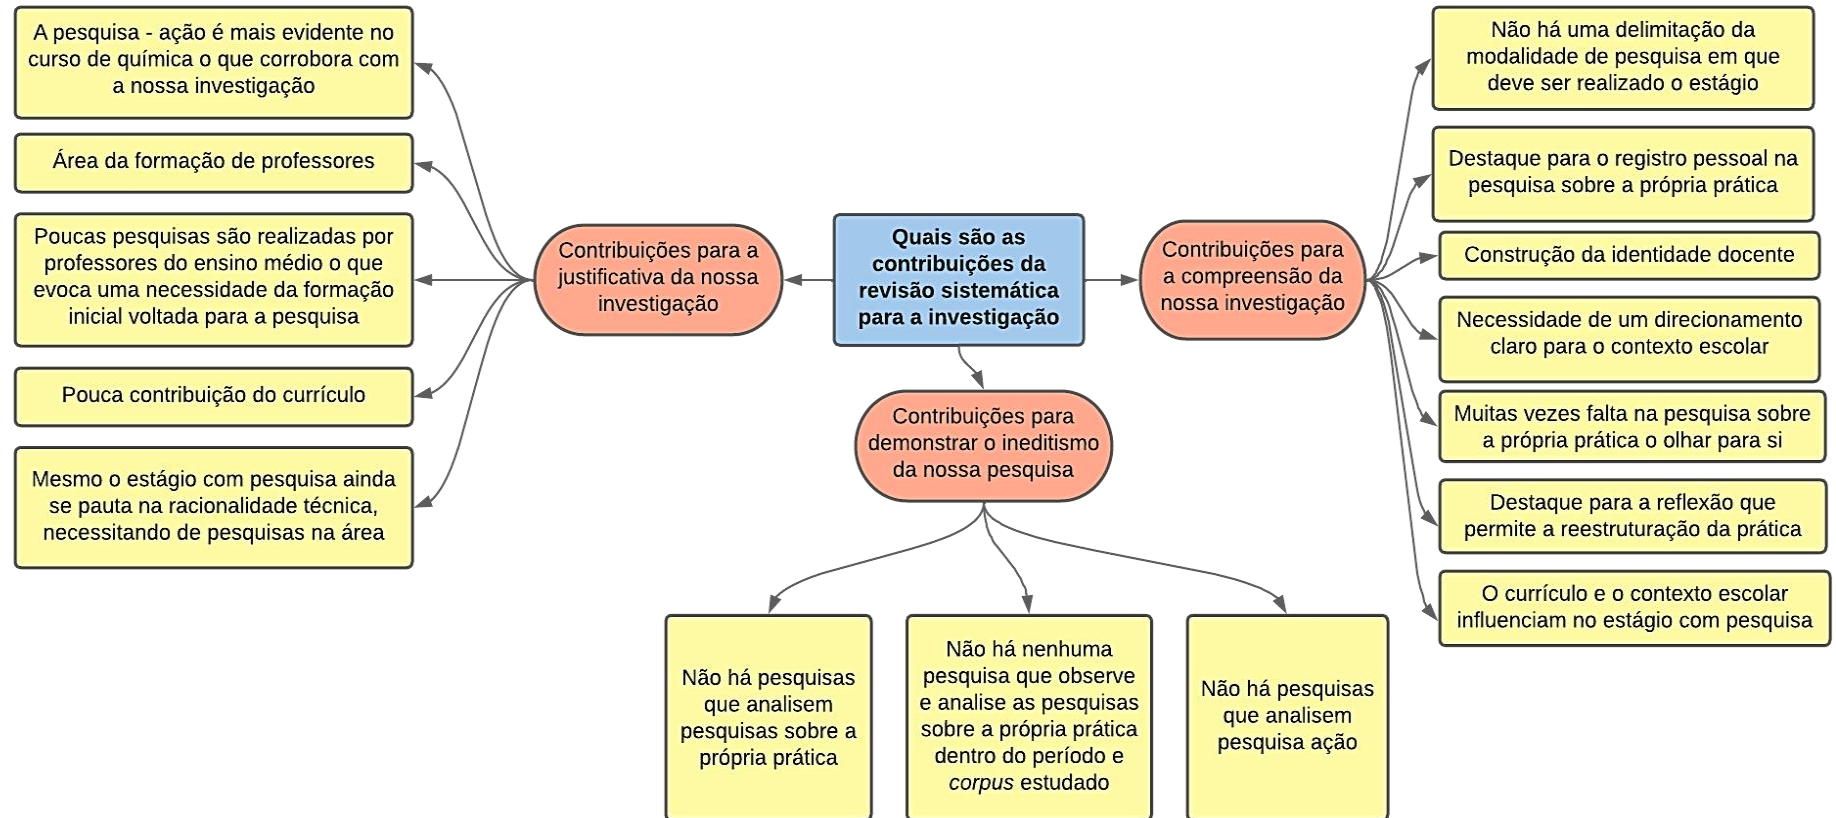 A pesquisa - ação é mais evidente no
curso de química o que corrobora com
a nossa investigação
Área da formação de professores
Poucas pesquisas são realizadas por
professores do ensino médio o que
evoca uma necessidade da formação
inicial voltada para a pesquisa
Pouca contribuição do currículo
Mesmo o estágio com pesquisa ainda
se pauta na racionalidade técnica,
necessitando de pesquisas na área
Contribuições para a
justificativa da nossa
investigação
Quais são as
contribuições da
revisão sistemática
para a investigação
Contribuições para
demonstrar o ineditismo
da nossa pesquisa
Não há pesquisas
que analisem
pesquisas sobre a
própria prática
Não há nenhuma
pesquisa que observe
e analise as pesquisas
sobre a própria prática
dentro do período e
corpus estudado
Não há pesquisas
que analisem
pesquisa ação
Contribuições para
a compreensão da
nossa investigação
Não há uma delimitação da
modalidade de pesquisa em que
deve ser realizado o estágio
Destaque para o registro pessoal na
pesquisa sobre a própria prática
Construção da identidade docente
Necessidade de um direcionamento
claro para o contexto escolar
Muitas vezes falta na pesquisa sobre
a própria prática o olhar para si
Destaque para a reflexão que
permite a reestruturação da prática
O currículo e o contexto escolar
influenciam no estágio com pesquisa